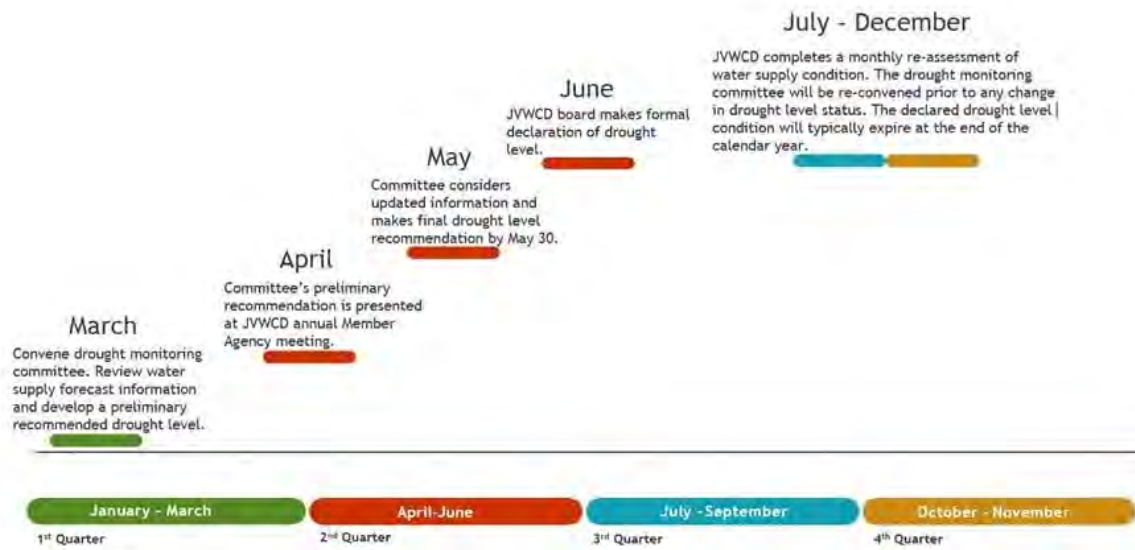 July - December
JVWCD completes a monthly re-assessment of
water supply condition. The drought monitoring
committee will be re-convened prior to any change
in drought level status. The declared drought level|
condition will typically expire at the end of the
calendar year.
June
JVWCD board makes formal
declaration of drought
level.
May
Committee considers
updated information and
makes final drought level
recommendation by May 30.
April
Committee's preliminary
recommendation is presented
at JVWCD annual Member
Agency meeting.
March
Convene drought monitoring
committee. Review water
supply forecast information
and develop a preliminary
recommended drought level.
January - March
April-June
July -September
October - November
1st Quarter
2nd Quarter
3rd Quarter
4th Quarter